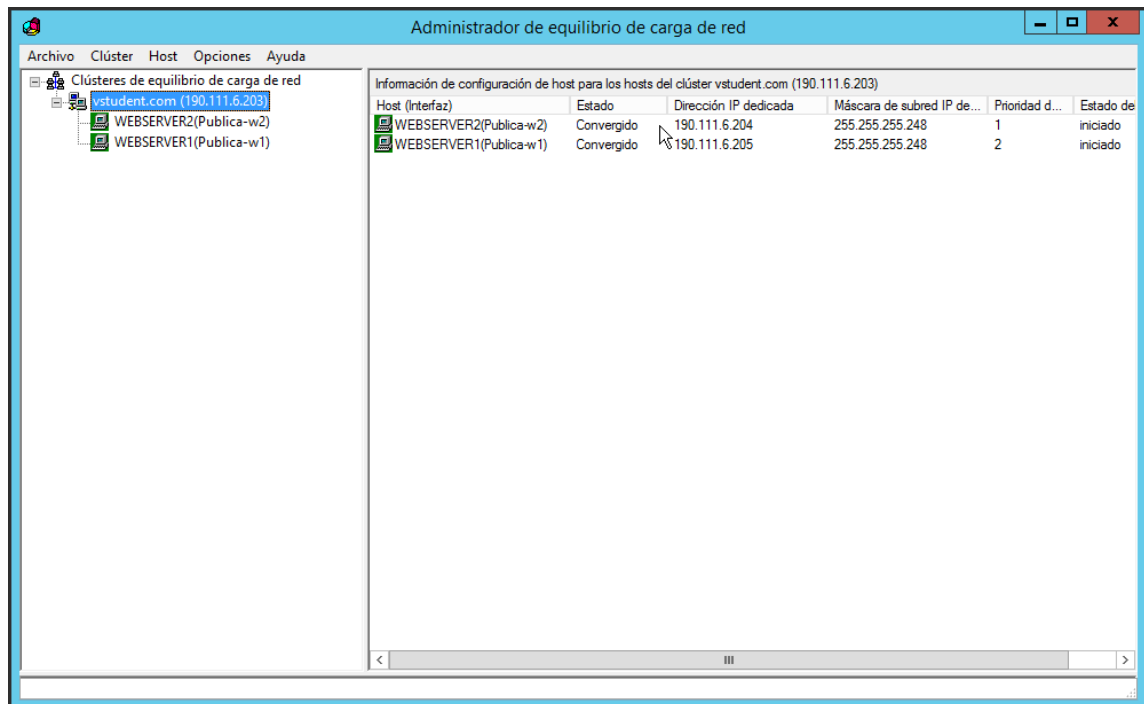 Administrador de equilibrio de carga de red
Archivo Clúster Host Opciones Ayuda
Clústeres de equilibrio de carga de red
vstudent.com (190.111.6.203)
WEBSERVER2(Publica-w2)
WEBSERVER1(Publica-w1)
Información de configuración de host para los hosts del clúster vstudent.com (190.111.6.203)
Host (Interfaz) Estado Dirección IP dedicada Máscara de subred IP de... Prioridad d... Estado de
WEBSERVER2(Publica-w2) Convergido 190.111.6.204 255.255.255.248 1 iniciado
WEBSERVER1(Publica-w1) Convergido 190.111.6.205 255.255.255.248 2 iniciado